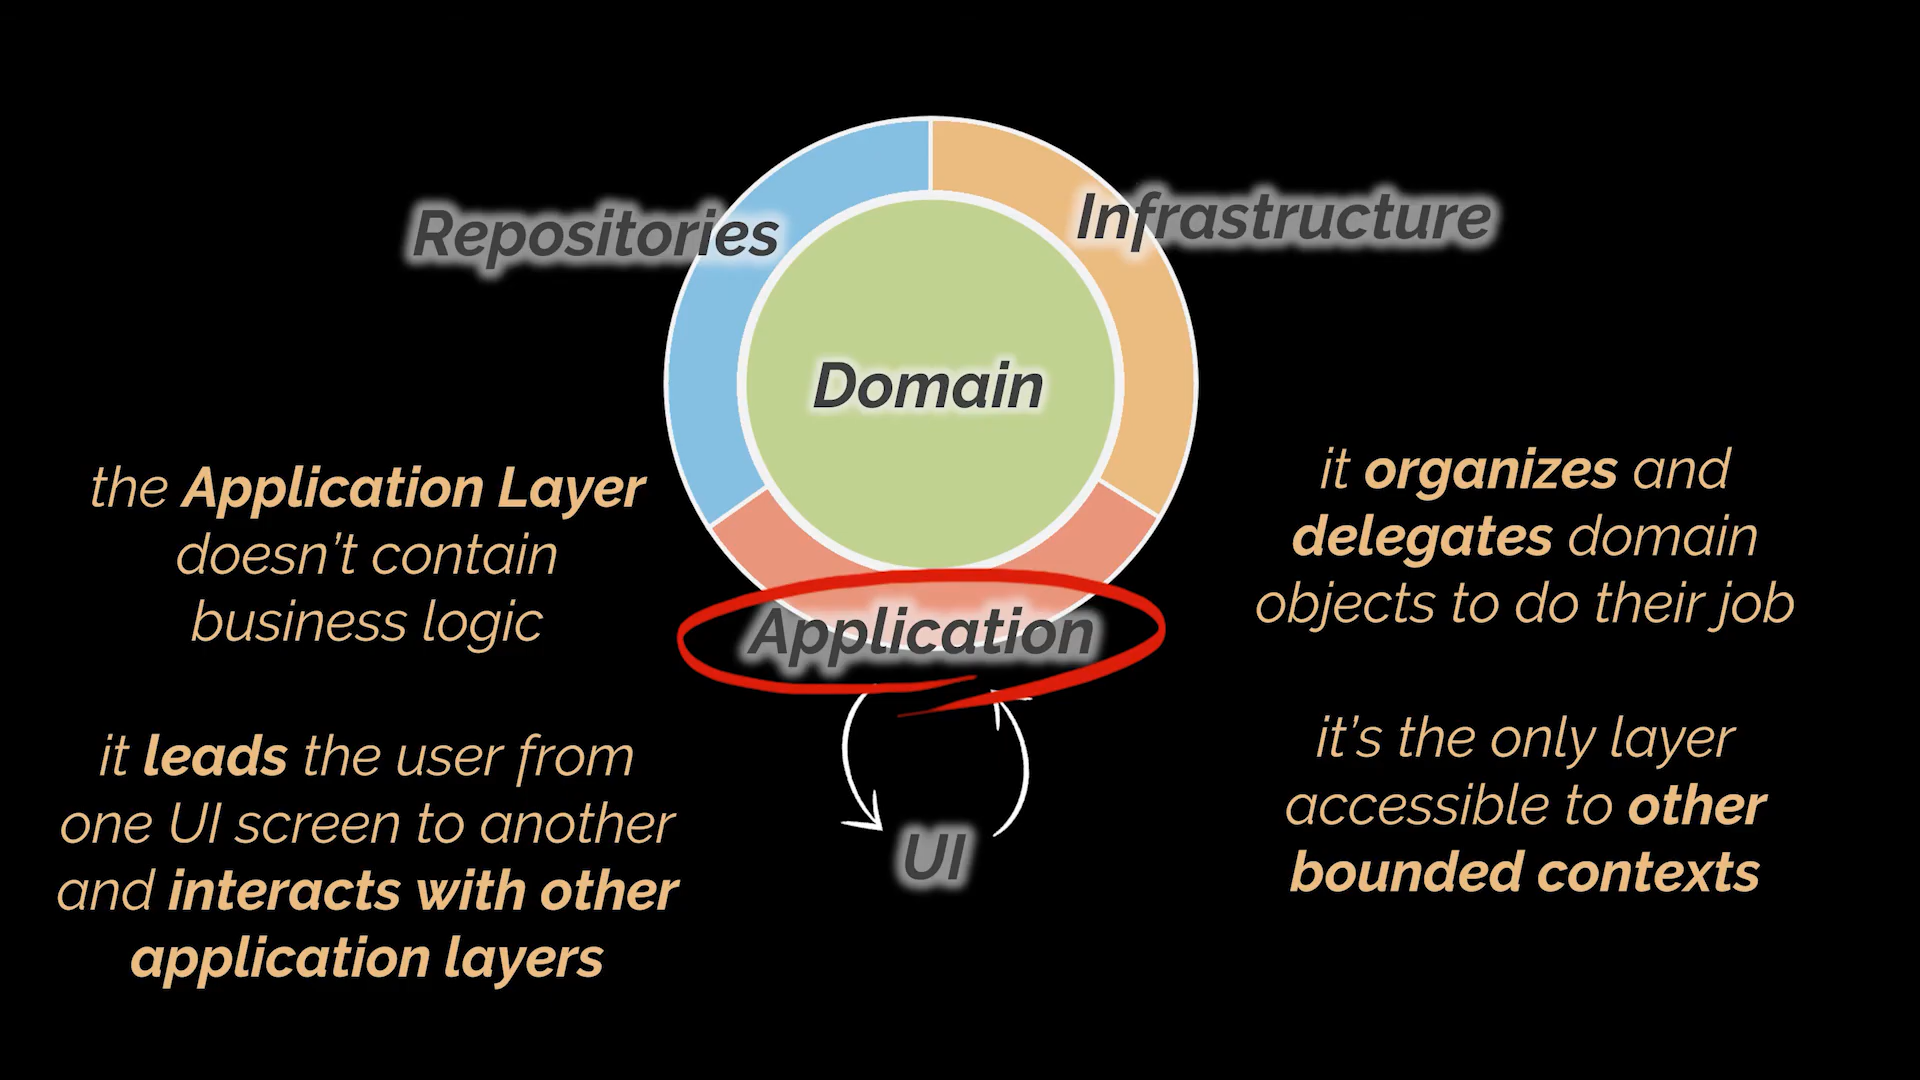 Repositories
Infrastructure
Domain
Application
UI
the Application Layer
doesn’t contain
business logic
it leads the user from
one UI screen to another
and interacts with other
application layers
it organizes and
delegates domain
objects to do their job
it’s the only layer
accessible to other
bounded contexts